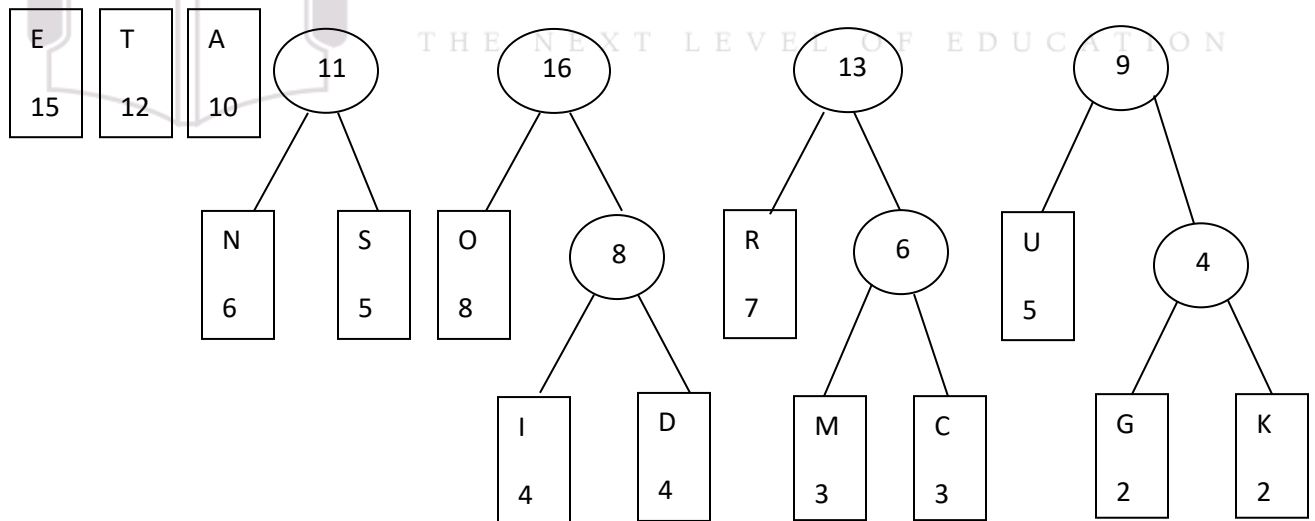 THE NEXT LEVEL OF EDUCATION
E T A 11 16 13 9
15 12 10
N S O 8 R 6 U 4
6 5 8 7 5
I D M C G K
4 4 3 3 2 2